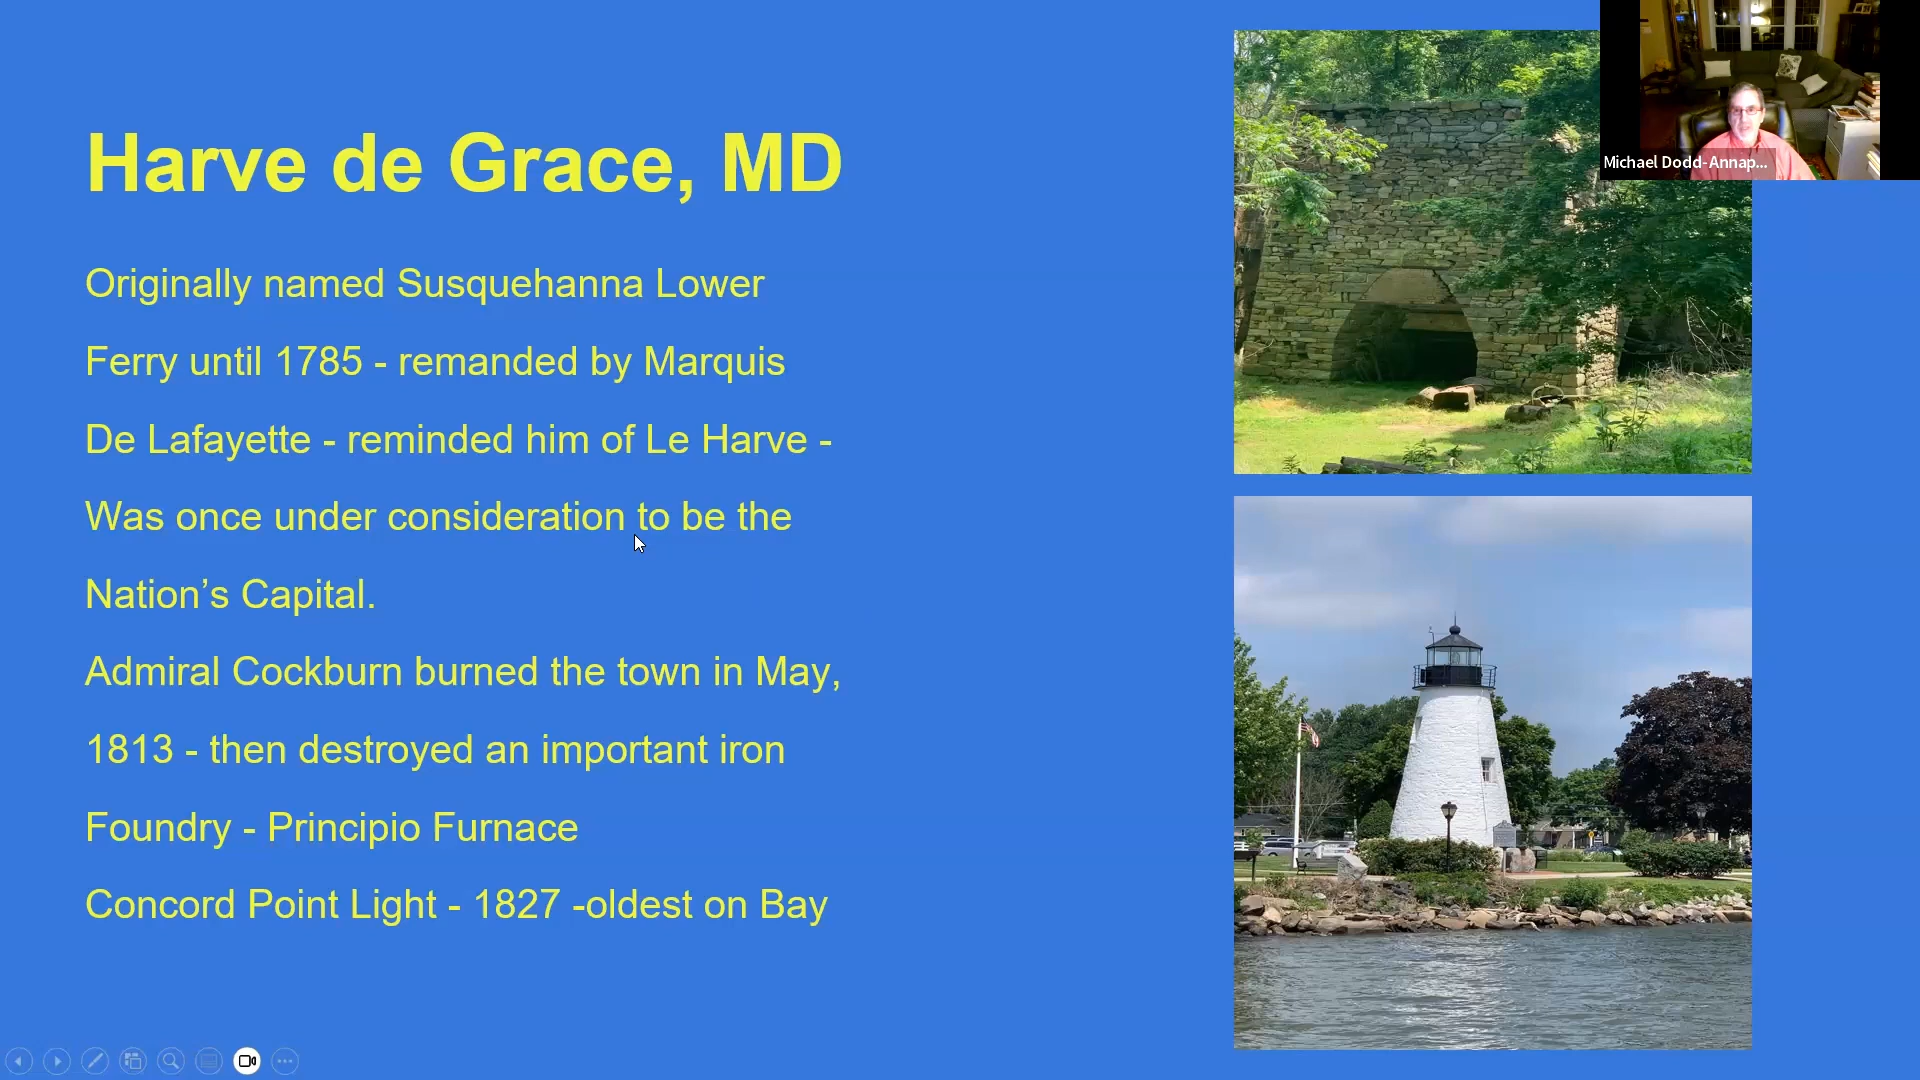 Harve de Grace, MD
Originally named Susquehanna Lower
Ferry until 1785 - remanded by Marquis
De Lafayette - reminded him of Le Harve -
Was once under consideration to be the
Nation’s Capital.
Admiral Cockburn burned the town in May,
1813 - then destroyed an important iron
Foundry - Principio Furnace
Concord Point Light - 1827 -oldest on Bay
Michael Dodd-Annap...